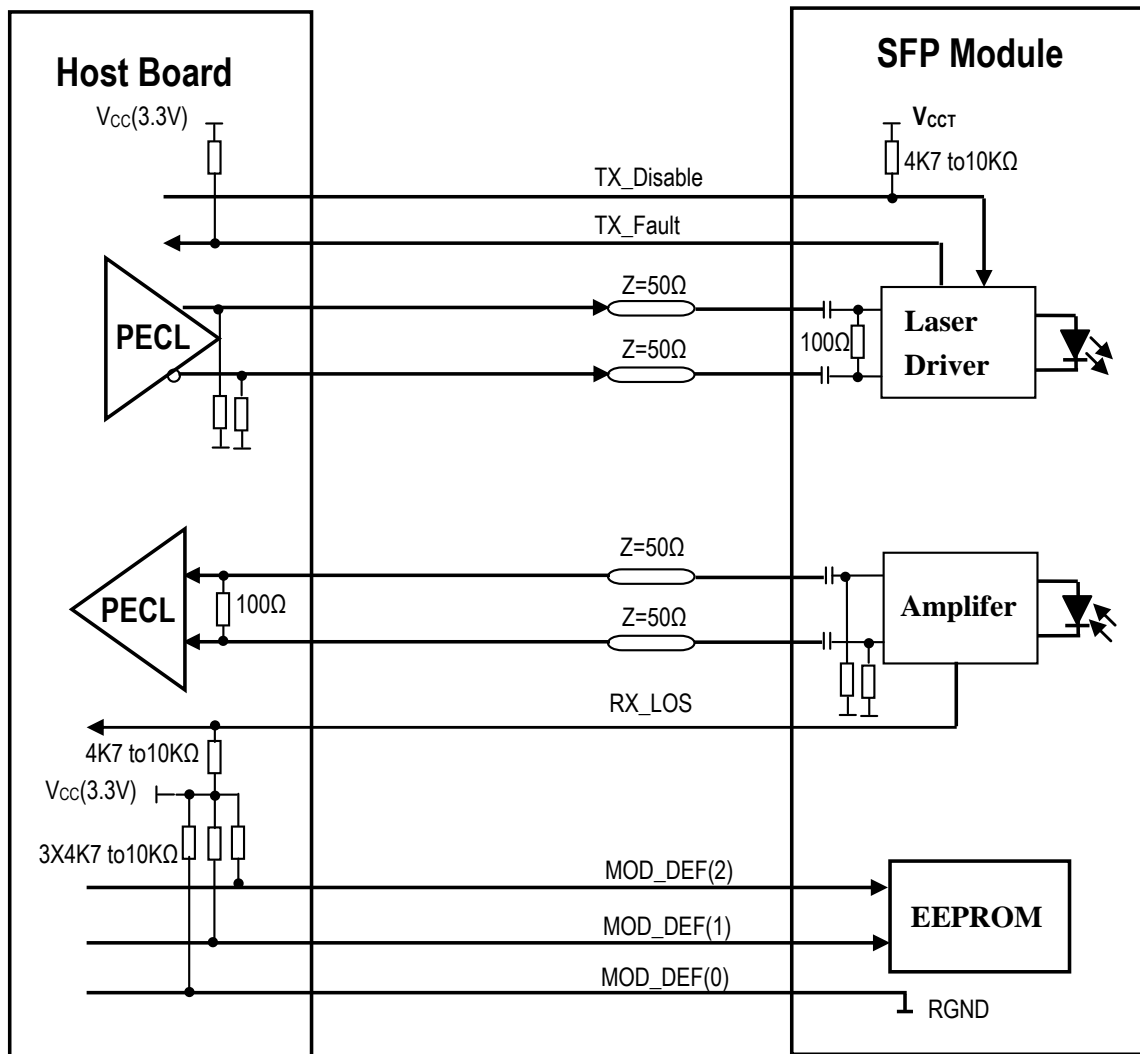 Host Board
SFP Module
VCC(3.3V)
VCCT
4K7 to10KΩ
TX_Disable
TX_Fault
Z=50Ω
PECL
100Ω
Laser
Driver
Z=50Ω
Z=50Ω
PECL
100Ω
Amplifer
Z=50Ω
RX_LOS
4K7 to10KΩ
VCC(3.3V)
3X4K7 to10KΩ
MOD_DEF(2)
EEPROM
MOD_DEF(1)
MOD_DEF(0)
RGND